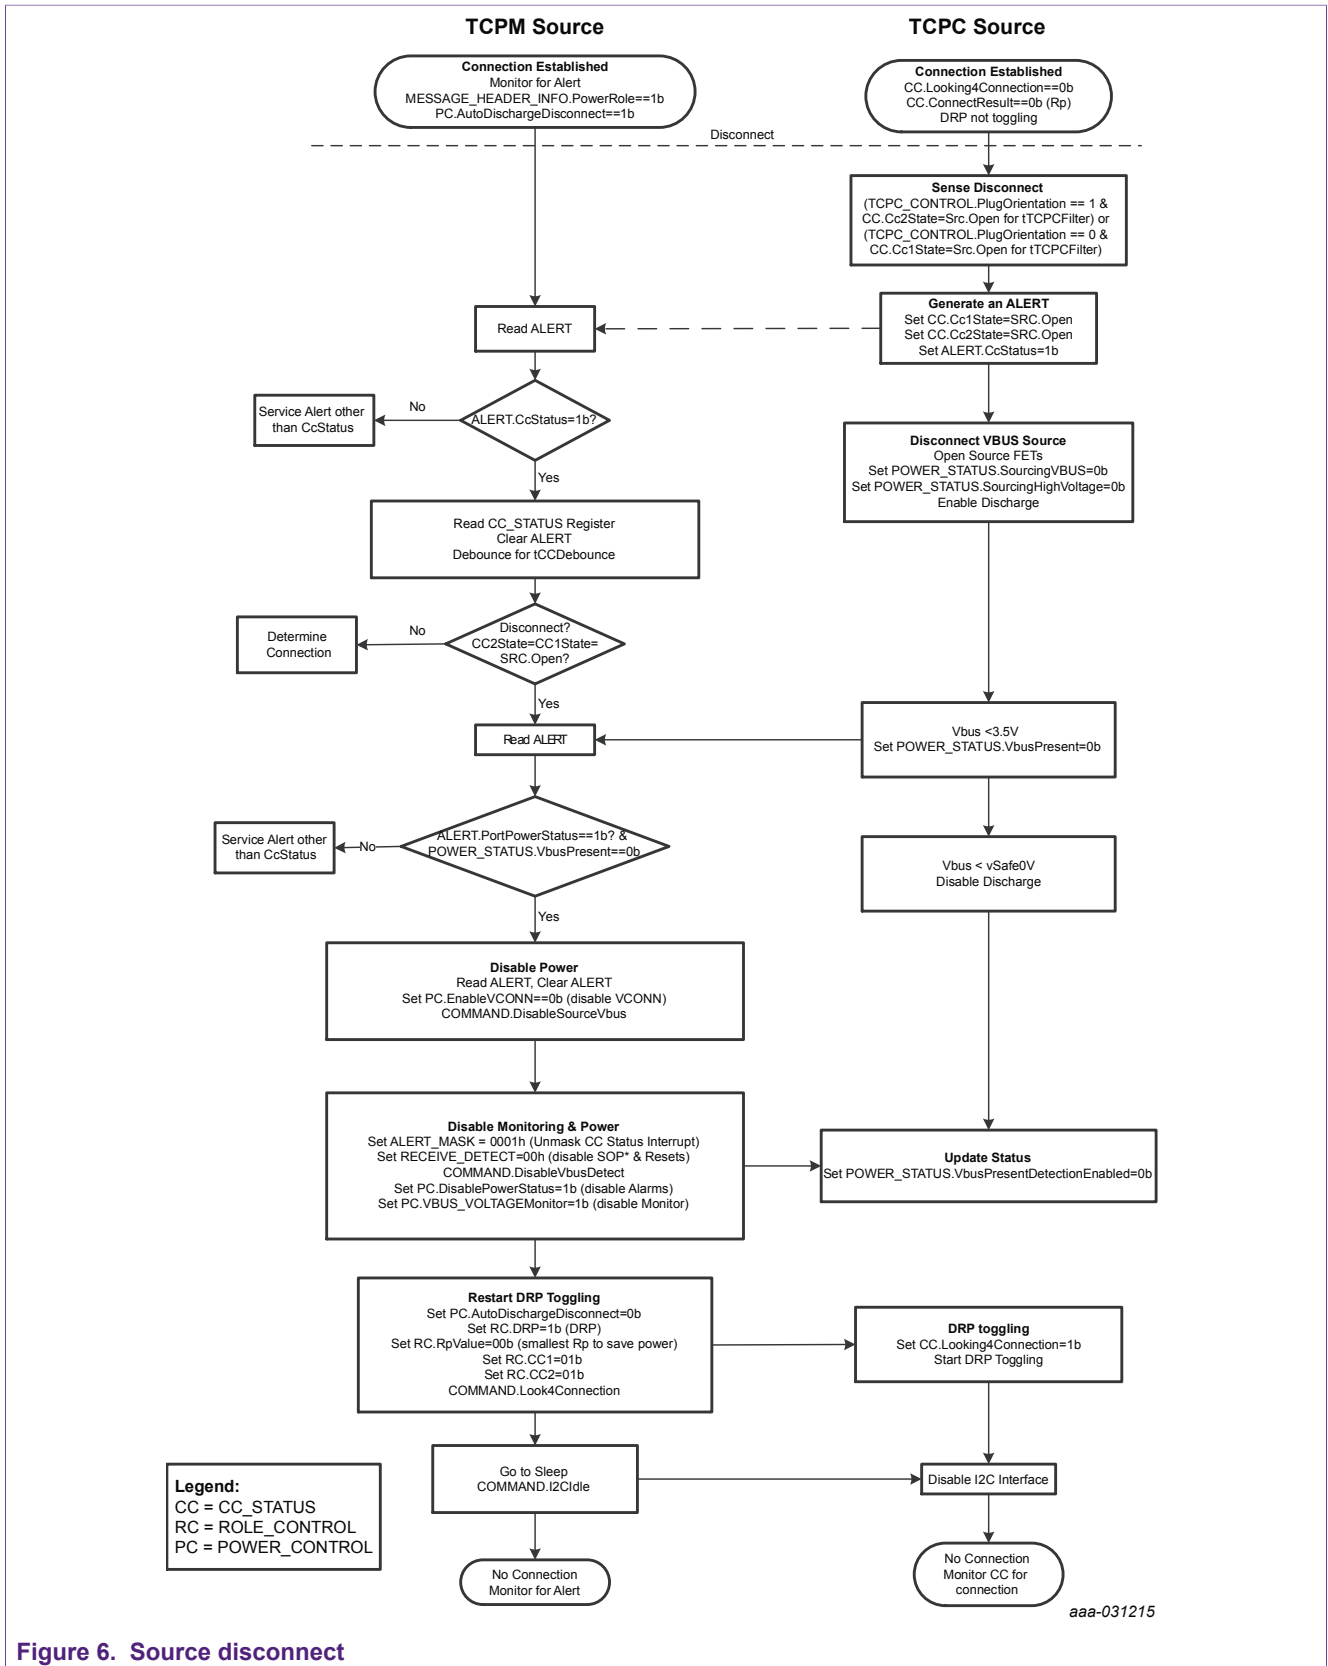 TCPM Source
TCPC Source
Connection Established
Monitor for Alert
MESSAGE_HEADER_INFO.PowerRole==1b
PC.AutoDischargeDisconnect==1b
Connection Established
CC.Looking4Connection==0b
CC.ConnectResult==0b (Rp)
DRP not toggling
Disconnect
Sense Disconnect
(TCPC_CONTROL.PlugOrientation == 1 &
CC.Cc2State=Src.Open for tTCPCFilter) or
(TCPC_CONTROL.PlugOrientation == 0 &
CC.Cc1State=Src.Open for tTCPCFilter)
Read ALERT
Generate an ALERT
Set CC.Cc1State=SRC.Open
Set CC.Cc2State=SRC.Open
Set ALERT.CcStatus=1b
ALERT.CcStatus=1b?
No
Service Alert other
than CcStatus
Yes
Disconnect VBUS Source
Open Source FETs
Set POWER_STATUS.SourcingVBUS=0b
Set POWER_STATUS.SourcingHighVoltage=0b
Enable Discharge
Read CC_STATUS Register
Clear ALERT
Debounce for tCCDebounce
Disconnect?
CC2State=CC1State=
SRC.Open?
No
Determine
Connection
Yes
Read ALERT
Vbus <3.5V
Set POWER_STATUS.VbusPresent=0b
ALERT.PortPowerStatus==1b? &
POWER_STATUS.VbusPresent==0b
No
Service Alert other
than CcStatus
Vbus < vSafe0V
Disable Discharge
Yes
Disable Power
Read ALERT, Clear ALERT
Set PC.EnableVCONN==0b (disable VCONN)
COMMAND.DisableSourceVbus
Disable Monitoring & Power
Set ALERT_MASK = 0001h (Unmask CC Status Interrupt)
Set RECEIVE_DETECT=00h (disable SOP* & Resets)
COMMAND.DisableVbusDetect
Set PC.DisablePowerStatus=1b (disable Alarms)
Set PC.VBUS_VOLTAGEMonitor=1b (disable Monitor)
Update Status
Set POWER_STATUS.VbusPresentDetectionEnabled=0b
Restart DRP Toggling
Set PC.AutoDischargeDisconnect=0b
Set RC.DRP=1b (DRP)
Set RC.RpValue=00b (smallest Rp to save power)
Set RC.CC1=01b
Set RC.CC2=01b
COMMAND.Look4Connection
DRP toggling
Set CC.Looking4Connection=1b
Start DRP Toggling
Go to Sleep
COMMAND.I2CIdle
Disable I2C Interface
Legend:
CC = CC_STATUS
RC = ROLE_CONTROL
PC = POWER_CONTROL
No Connection
Monitor for Alert
No Connection
Monitor CC for
connection
aaa-031215
Figure 6. Source disconnect